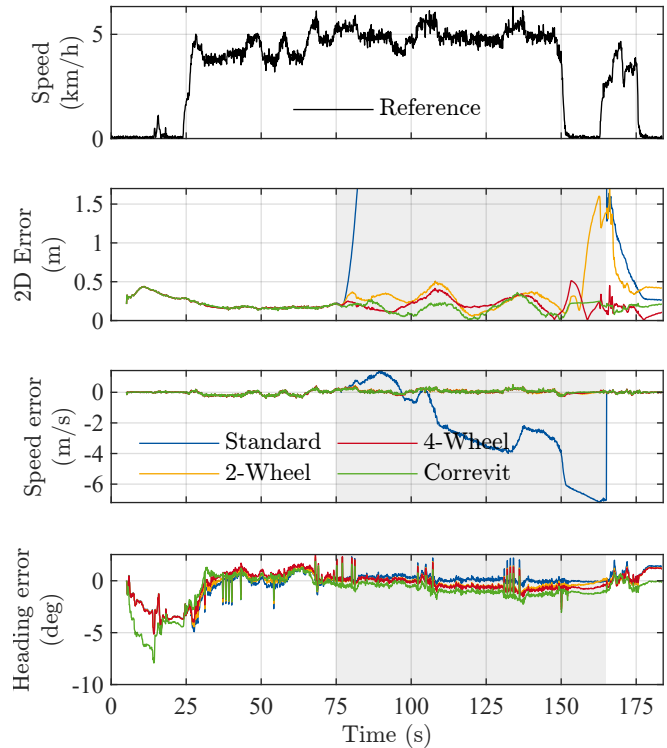 5
0
Speed
(km/h)
Reference
1.5
1
0.5
0
2D Error
(m)
0
-2
-4
-6
Speed error
(m/s)
Standard
4-Wheel
2-Wheel
Correvit
0
-5
-10
Heading error
(deg)
0 25 50 75 100 125 150 175
Time (s)